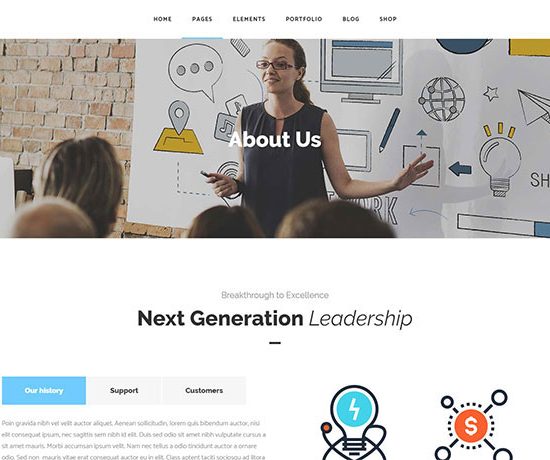 HOME PAGES ELEMENTS PORTFOLIO BLOG SHOP
About Us
SH
WORK
Breakthrough to Excellence
Next Generation Leadership
Our history Support Customers
Poin gravida nibh vel velit auctor aliquet. Aenean sollicitudin, lorem quis bibendum auctor, nisi
elit consequat ipsum, nec sagittis sem nibh id elit. Duis sed odio sit amet nibh vulputate cursus a
sit amet mauris. Morbi accumsan ipsum velit. Nam nec tellus a odio tincidunt auctor a ornare
odio. Sed non mauris vitae erat consequat auctor eu in elit. Class aptent taciti sociosqu ad litora